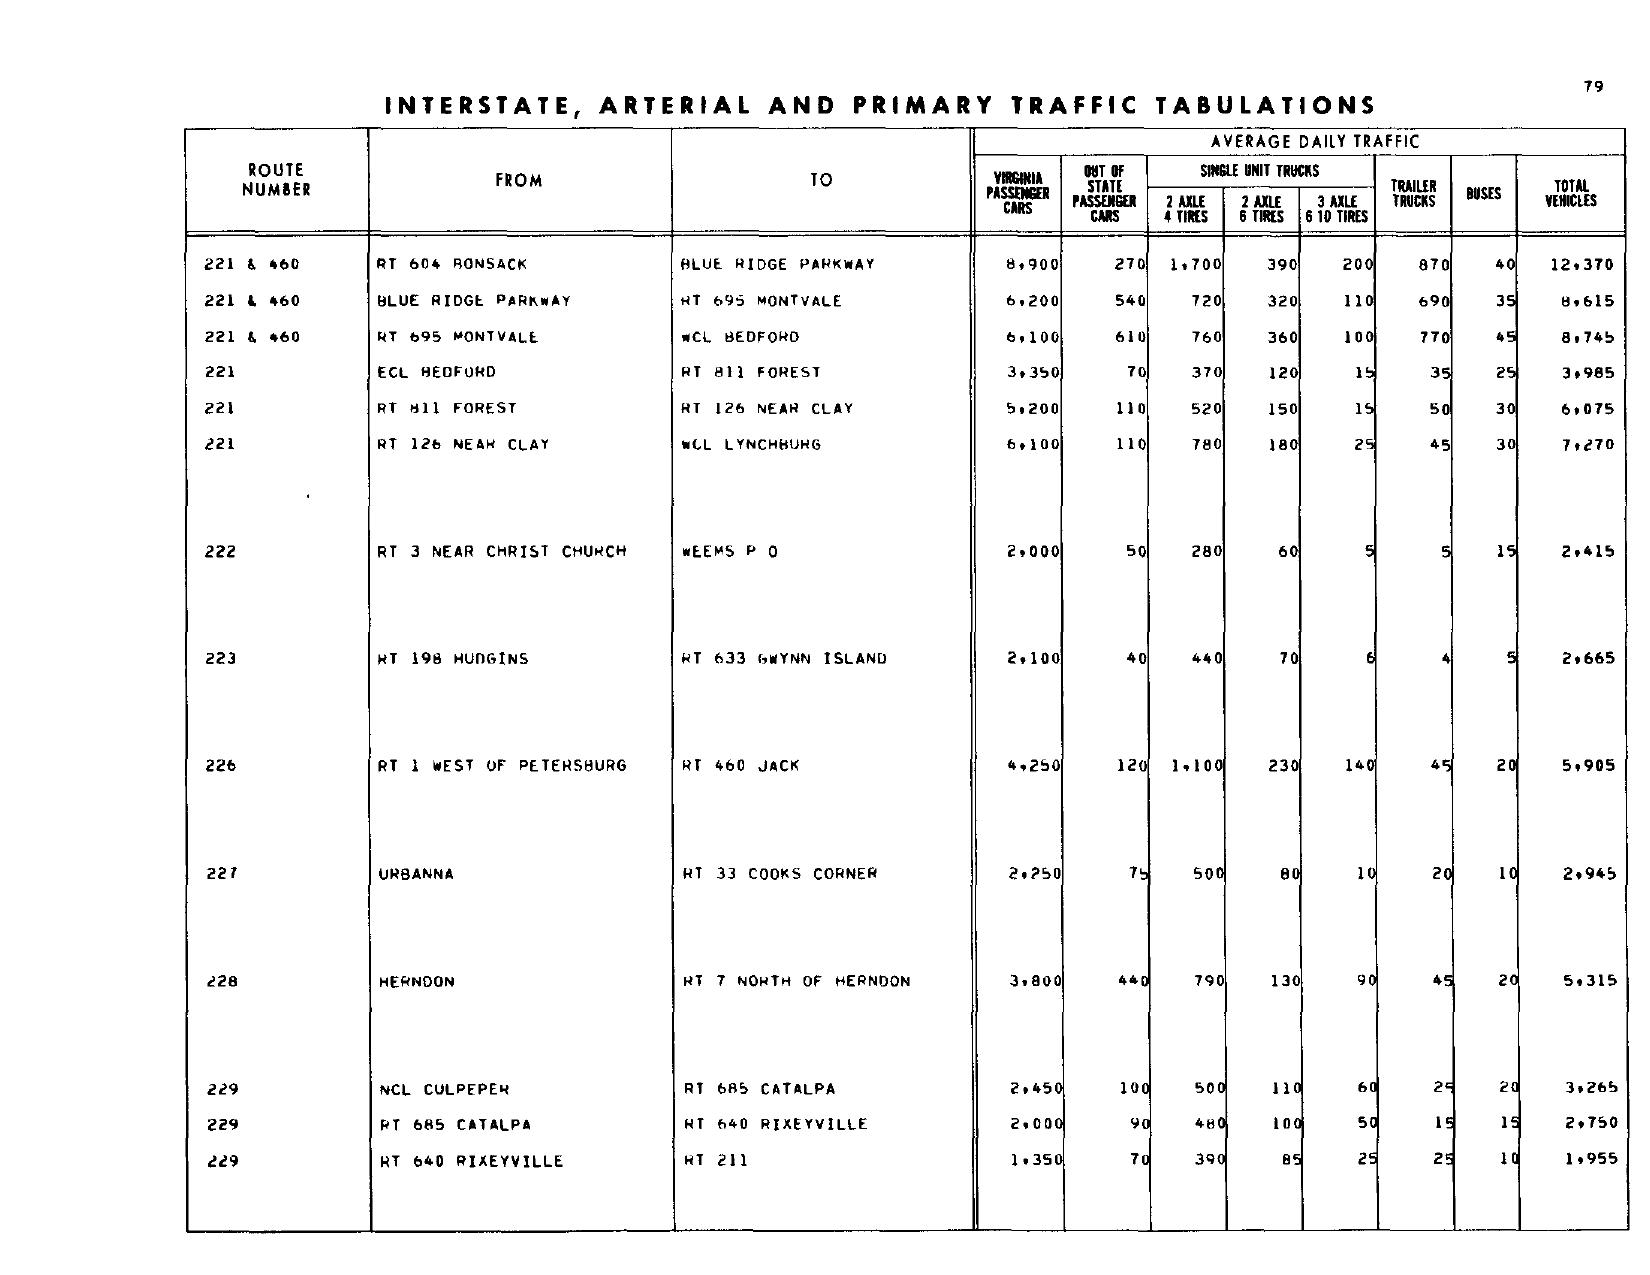 79
INTERSTATE, ARTERIAL AND PRIMARY TRAFFIC TABULATIONS
AVERAGE DAILY TRAFFIC
ROUTE NUMBER FROM TO VIRGINIA PASSENGER CARS OUT OF STATE PASSENGER CARS SINGLE UNIT TRUCKS 2 AXLE 4 TIRES 2 AXLE 6 TIRES 3 AXLE 6 10 TIRES TRAILER TRUCKS BUSES TOTAL VEHICLES
221 & 460 RT 604 BONSACK BLUE RIDGE PARKWAY 8,900 270 1,700 390 200 870 40 12,370
221 & 460 BLUE RIDGE PARKWAY RT 695 MONTVALE 6,200 540 720 320 110 690 35 8,615
221 & 460 RT 695 MONTVALE WCL BEDFORD 6,100 610 760 360 100 770 45 8,745
221 ECL BEDFORD RT 811 FOREST 3,350 70 370 120 15 35 25 3,985
221 RT 811 FOREST RT 126 NEAR CLAY 5,200 110 520 150 15 50 30 6,075
221 RT 126 NEAR CLAY WCL LYNCHBURG 6,100 110 780 180 25 45 30 7,270
222 RT 3 NEAR CHRIST CHURCH WEEMS P O 2,000 50 280 60 5 5 15 2,415
223 RT 198 HUDGINS RT 633 GWYNN ISLAND 2,100 40 440 70 6 4 5 2,665
226 RT 1 WEST OF PETERSBURG RT 460 JACK 4,250 120 1,100 230 140 45 20 5,905
227 URBANNA RT 33 COOKS CORNER 2,250 75 500 80 10 20 10 2,945
228 HERNDON RT 7 NORTH OF HERNDON 3,800 440 790 130 90 45 20 5,315
229 NCL CULPEPER RT 685 CATALPA 2,450 100 500 110 60 25 20 3,265
229 RT 685 CATALPA RT 640 RIXEYVILLE 2,000 90 480 100 50 15 15 2,750
229 RT 640 RIXEYVILLE RT 211 1,350 70 390 85 25 25 10 1,955